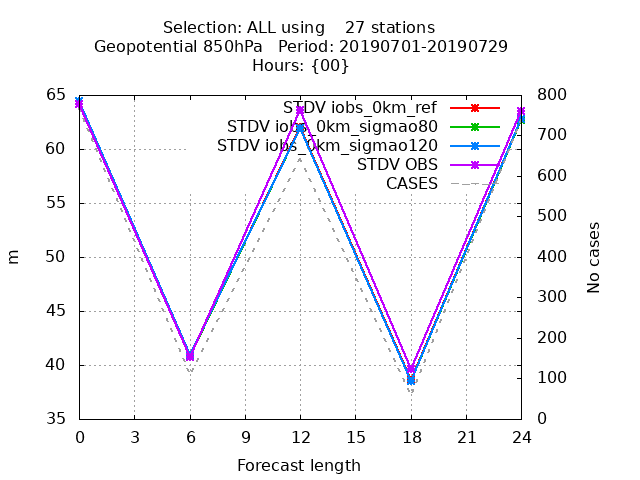 Selection: ALL using    27 stations
Geopotential 850hPa   Period: 20190701-20190729
Hours: {00}
STDV iobs_0km_ref
STDV iobs_0km_sigmao80
STDV iobs_0km_sigmao120
STDV OBS
CASES
65
60
55
50
45
40
35
m
800
700
600
500
400
300
200
100
0
No cases
0 3 6 9 12 15 18 21 24
Forecast length